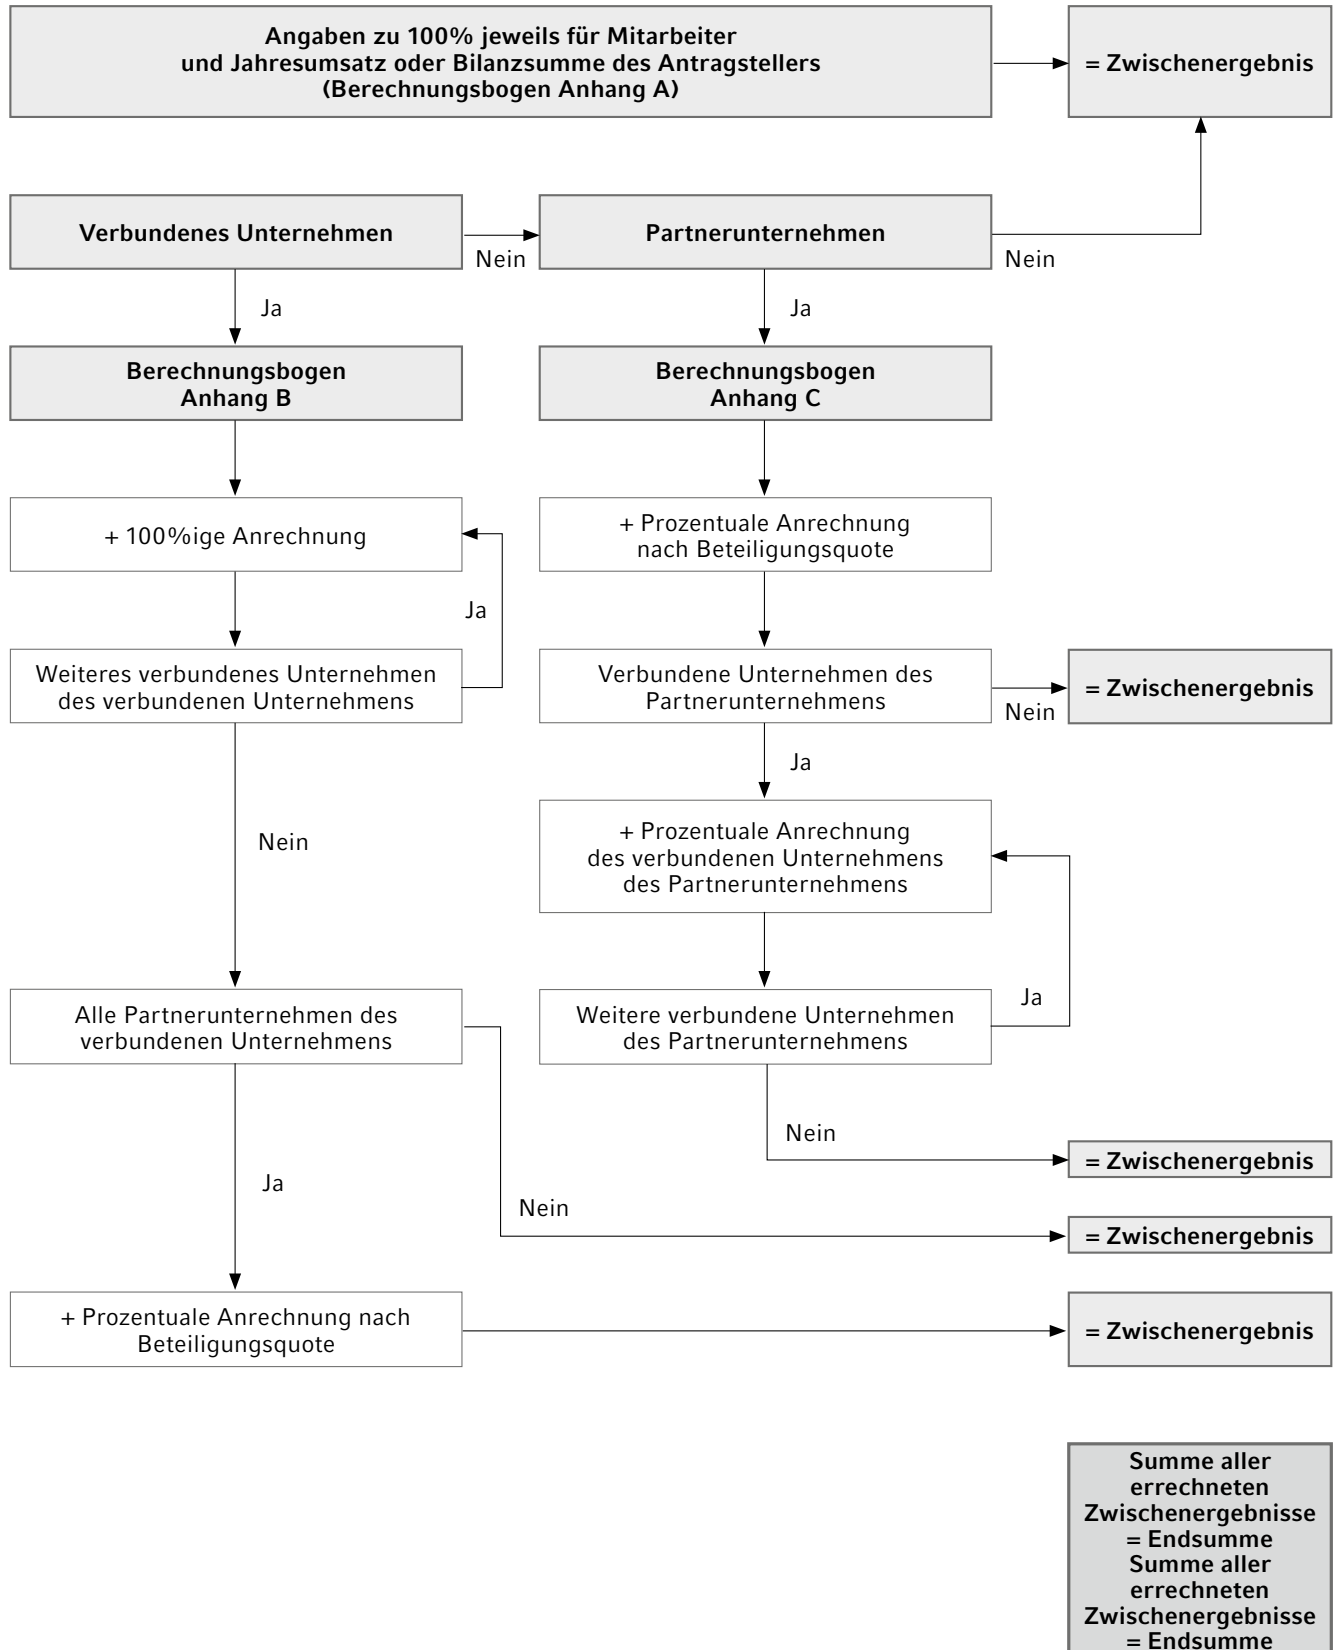 Angaben zu 100% jeweils für Mitarbeiter
und Jahresumsatz oder Bilanzsumme des Antragstellers
(Berechnungsbogen Anhang A)
= Zwischenergebnis
Verbundenes Unternehmen
Nein
Partnerunternehmen
Nein
Ja
Ja
Berechnungsbogen
Anhang B
Berechnungsbogen
Anhang C
+ 100%ige Anrechnung
+ Prozentuale Anrechnung
nach Beteiligungsquote
Ja
Weiteres verbundenes Unternehmen
des verbundenen Unternehmens
Verbundene Unternehmen des
Partnerunternehmens
Nein
= Zwischenergebnis
Ja
Nein
+ Prozentuale Anrechnung
des verbundenen Unternehmens
des Partnerunternehmens
Alle Partnerunternehmen des
verbundenen Unternehmens
Weitere verbundene Unternehmen
des Partnerunternehmens
Ja
Nein
= Zwischenergebnis
Ja
Nein
= Zwischenergebnis
+ Prozentuale Anrechnung nach
Beteiligungsquote
= Zwischenergebnis
Summe aller
errechneten
Zwischenergebnisse
= Endsumme
Summe aller
errechneten
Zwischenergebnisse
= Endsumme